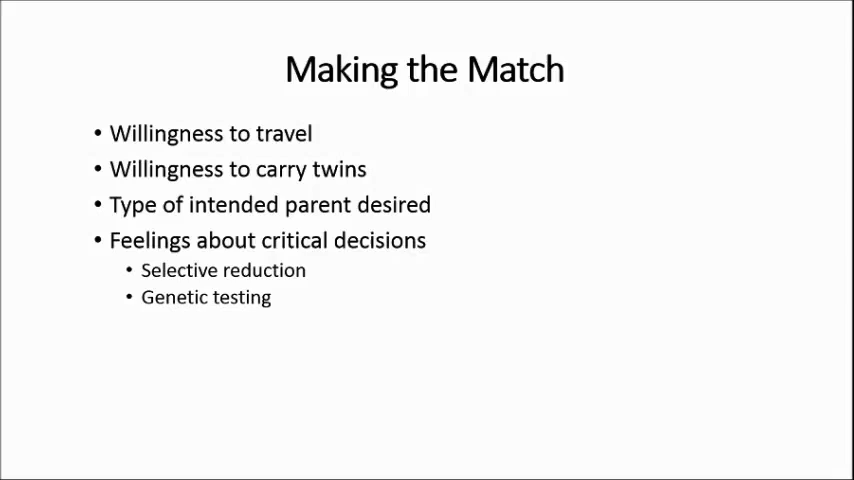 Making the Match
• Willingness to travel
• Willingness to carry twins
• Type of intended parent desired
• Feelings about critical decisions
• Selective reduction
• Genetic testing